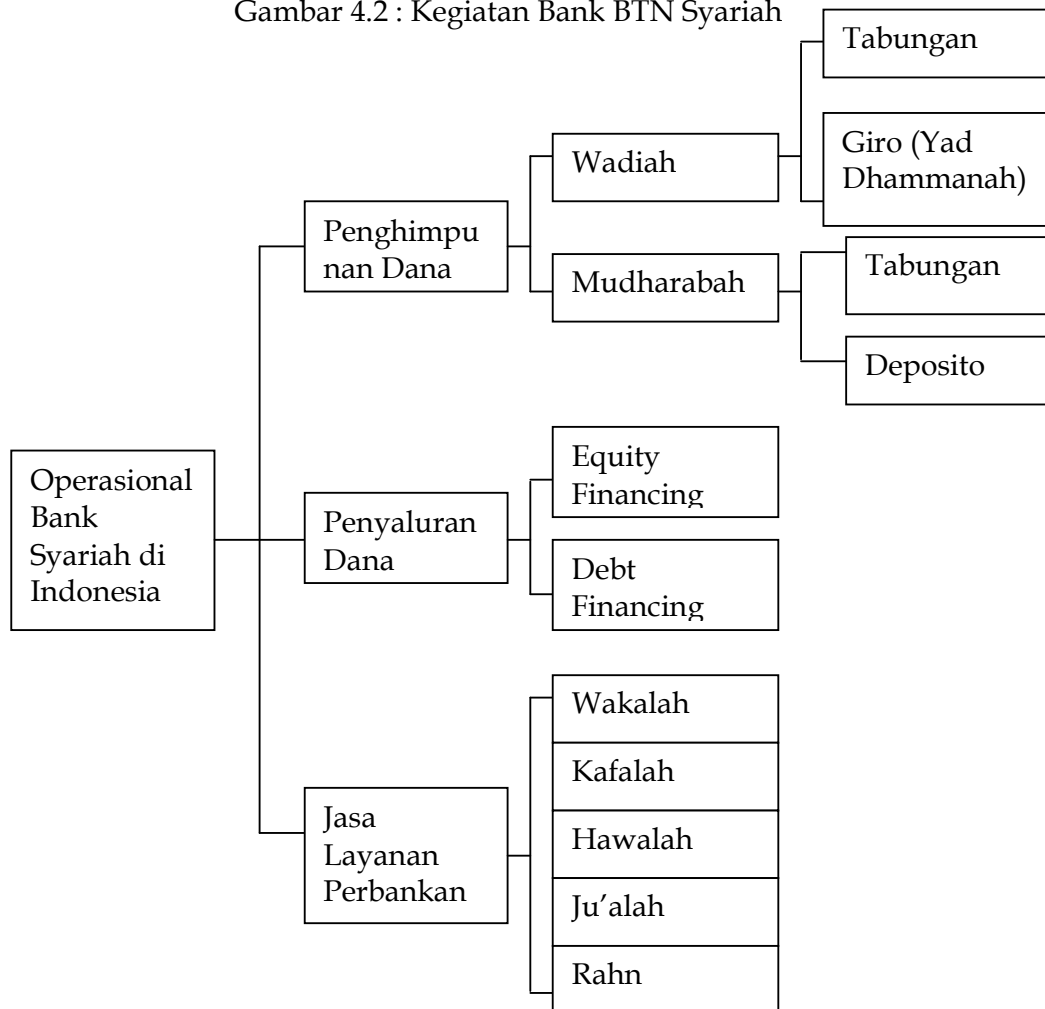 Gambar 4.2 : Kegiatan Bank BTN Syariah
Operasional
Bank
Syariah di
Indonesia
Penghimpu
nan Dana
Wadiah
Tabungan
Giro (Yad
Dhammanah)
Mudharabah
Tabungan
Deposito
Penyaluran
Dana
Equity
Financing
Debt
Financing
Jasa
Layanan
Perbankan
Wakalah
Kafalah
Hawalah
Ju’alah
Rahn